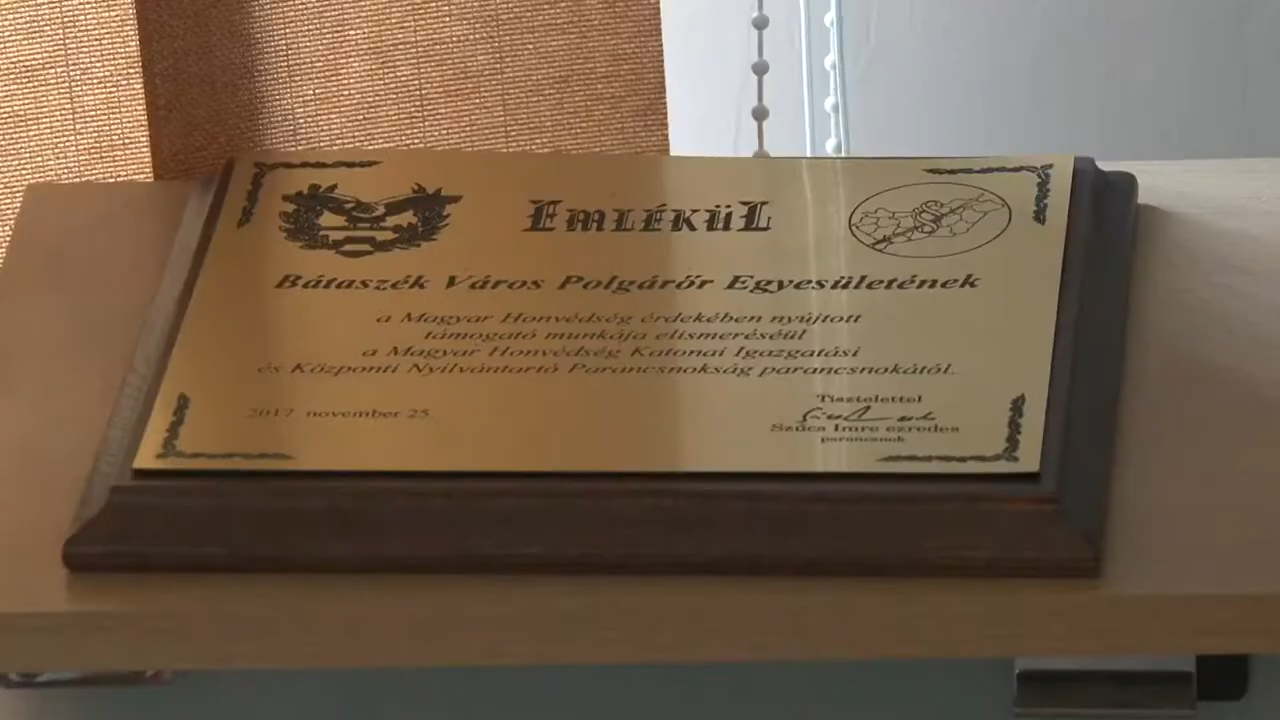 Emlékül
Bátaszék Város Polgárőr Egyesületének
a Magyar Honvédség érdekében nyújtott
támogató munkája elismeréséül
a Magyar Honvédség Katonai Igazgatási
és Központi Nyilvántartó Parancsnokság parancsnokától.
2017 november 25.
Tisztelettel
Szűcs Imre ezredes
parancsnok